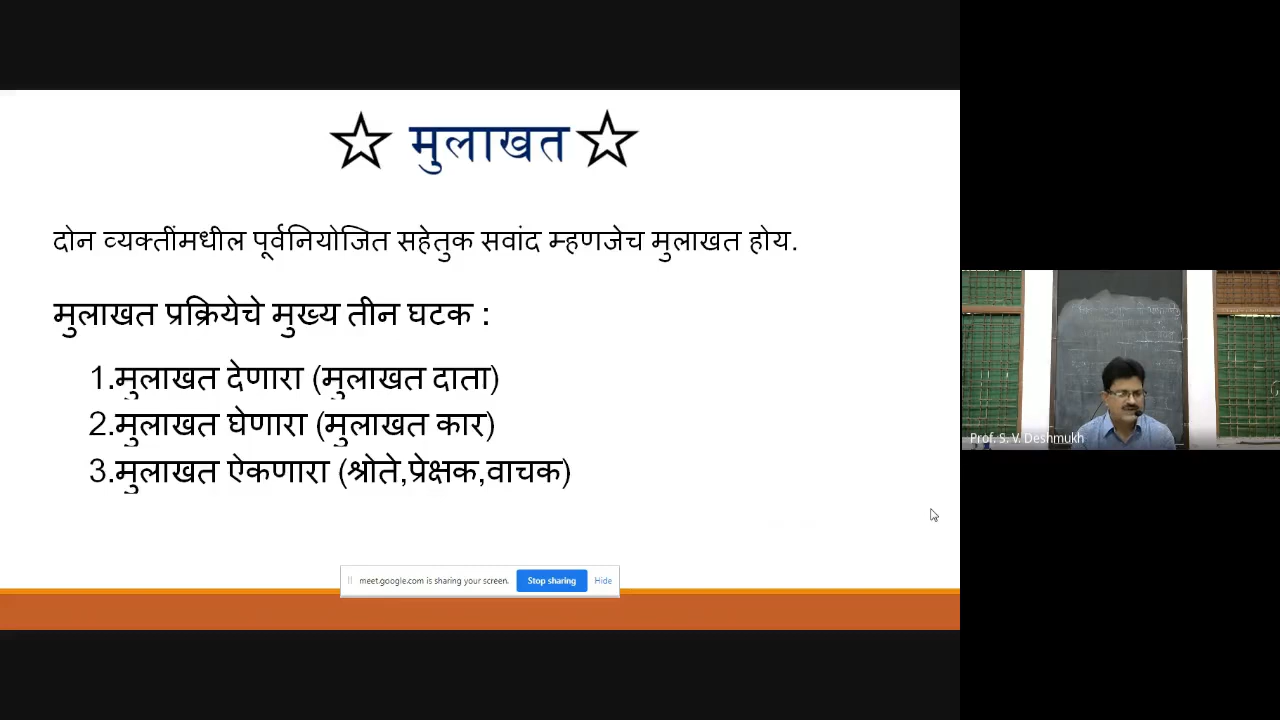 मुलाखत
दोन व्यक्तींमधील पूर्वनियोजित सहेतुक सवांद म्हणजेच मुलाखत होय.
मुलाखत प्रक्रियेचे मुख्य तीन घटक :
1.मुलाखत देणारा (मुलाखत दाता)
2.मुलाखत घेणारा (मुलाखत कार)
3.मुलाखत ऐकणारा (श्रोते,प्रेक्षक,वाचक)
meet.google.com is sharing your screen. Stop sharing Hide
Prof. S. V. Deshmukh